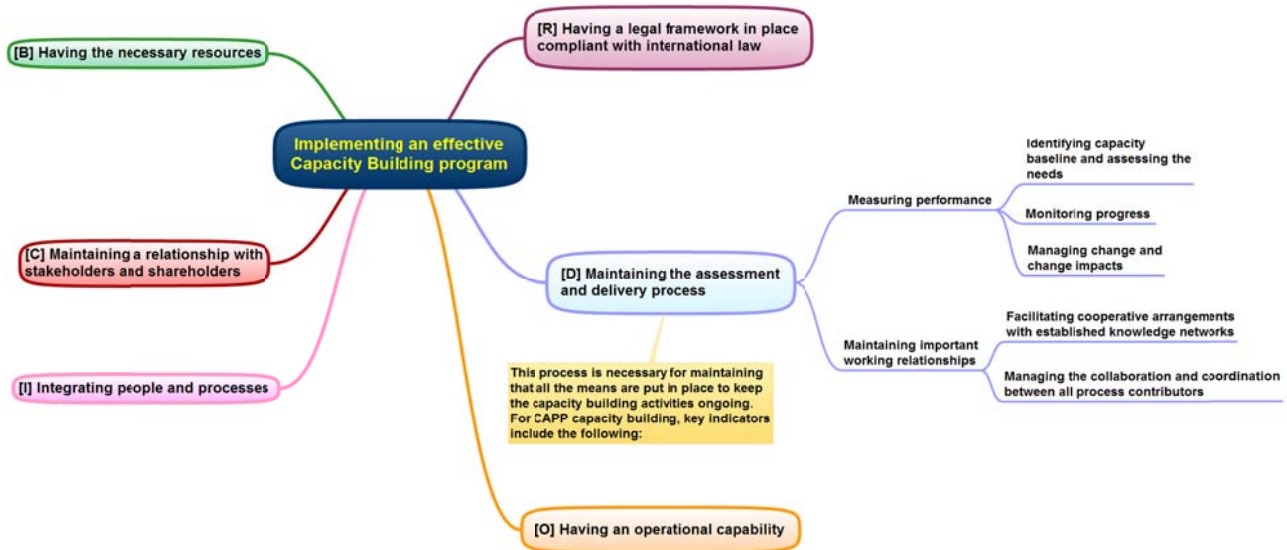 [R] Having a legal framework in place
compliant with international law
[B] Having the necessary resources
Implementing an effective
Capacity Building program
Identifying capacity
baseline and assessing the
needs
Measuring performance
Monitoring progress
Managing change and
change impacts
[C] Maintaining a relationship with
stakeholders and shareholders
[D] Maintaining the assessment
and delivery process
Facilitating cooperative arrangements
with established knowledge networks
Maintaining important
working relationships
Managing the collaboration and coordination
between all process contributors
[I] Integrating people and processes
This process is necessary for maintaining
that all the means are put in place to keep
the capacity building activities ongoing.
For CAPP capacity building, key indicators
include the following:
[O] Having an operational capability